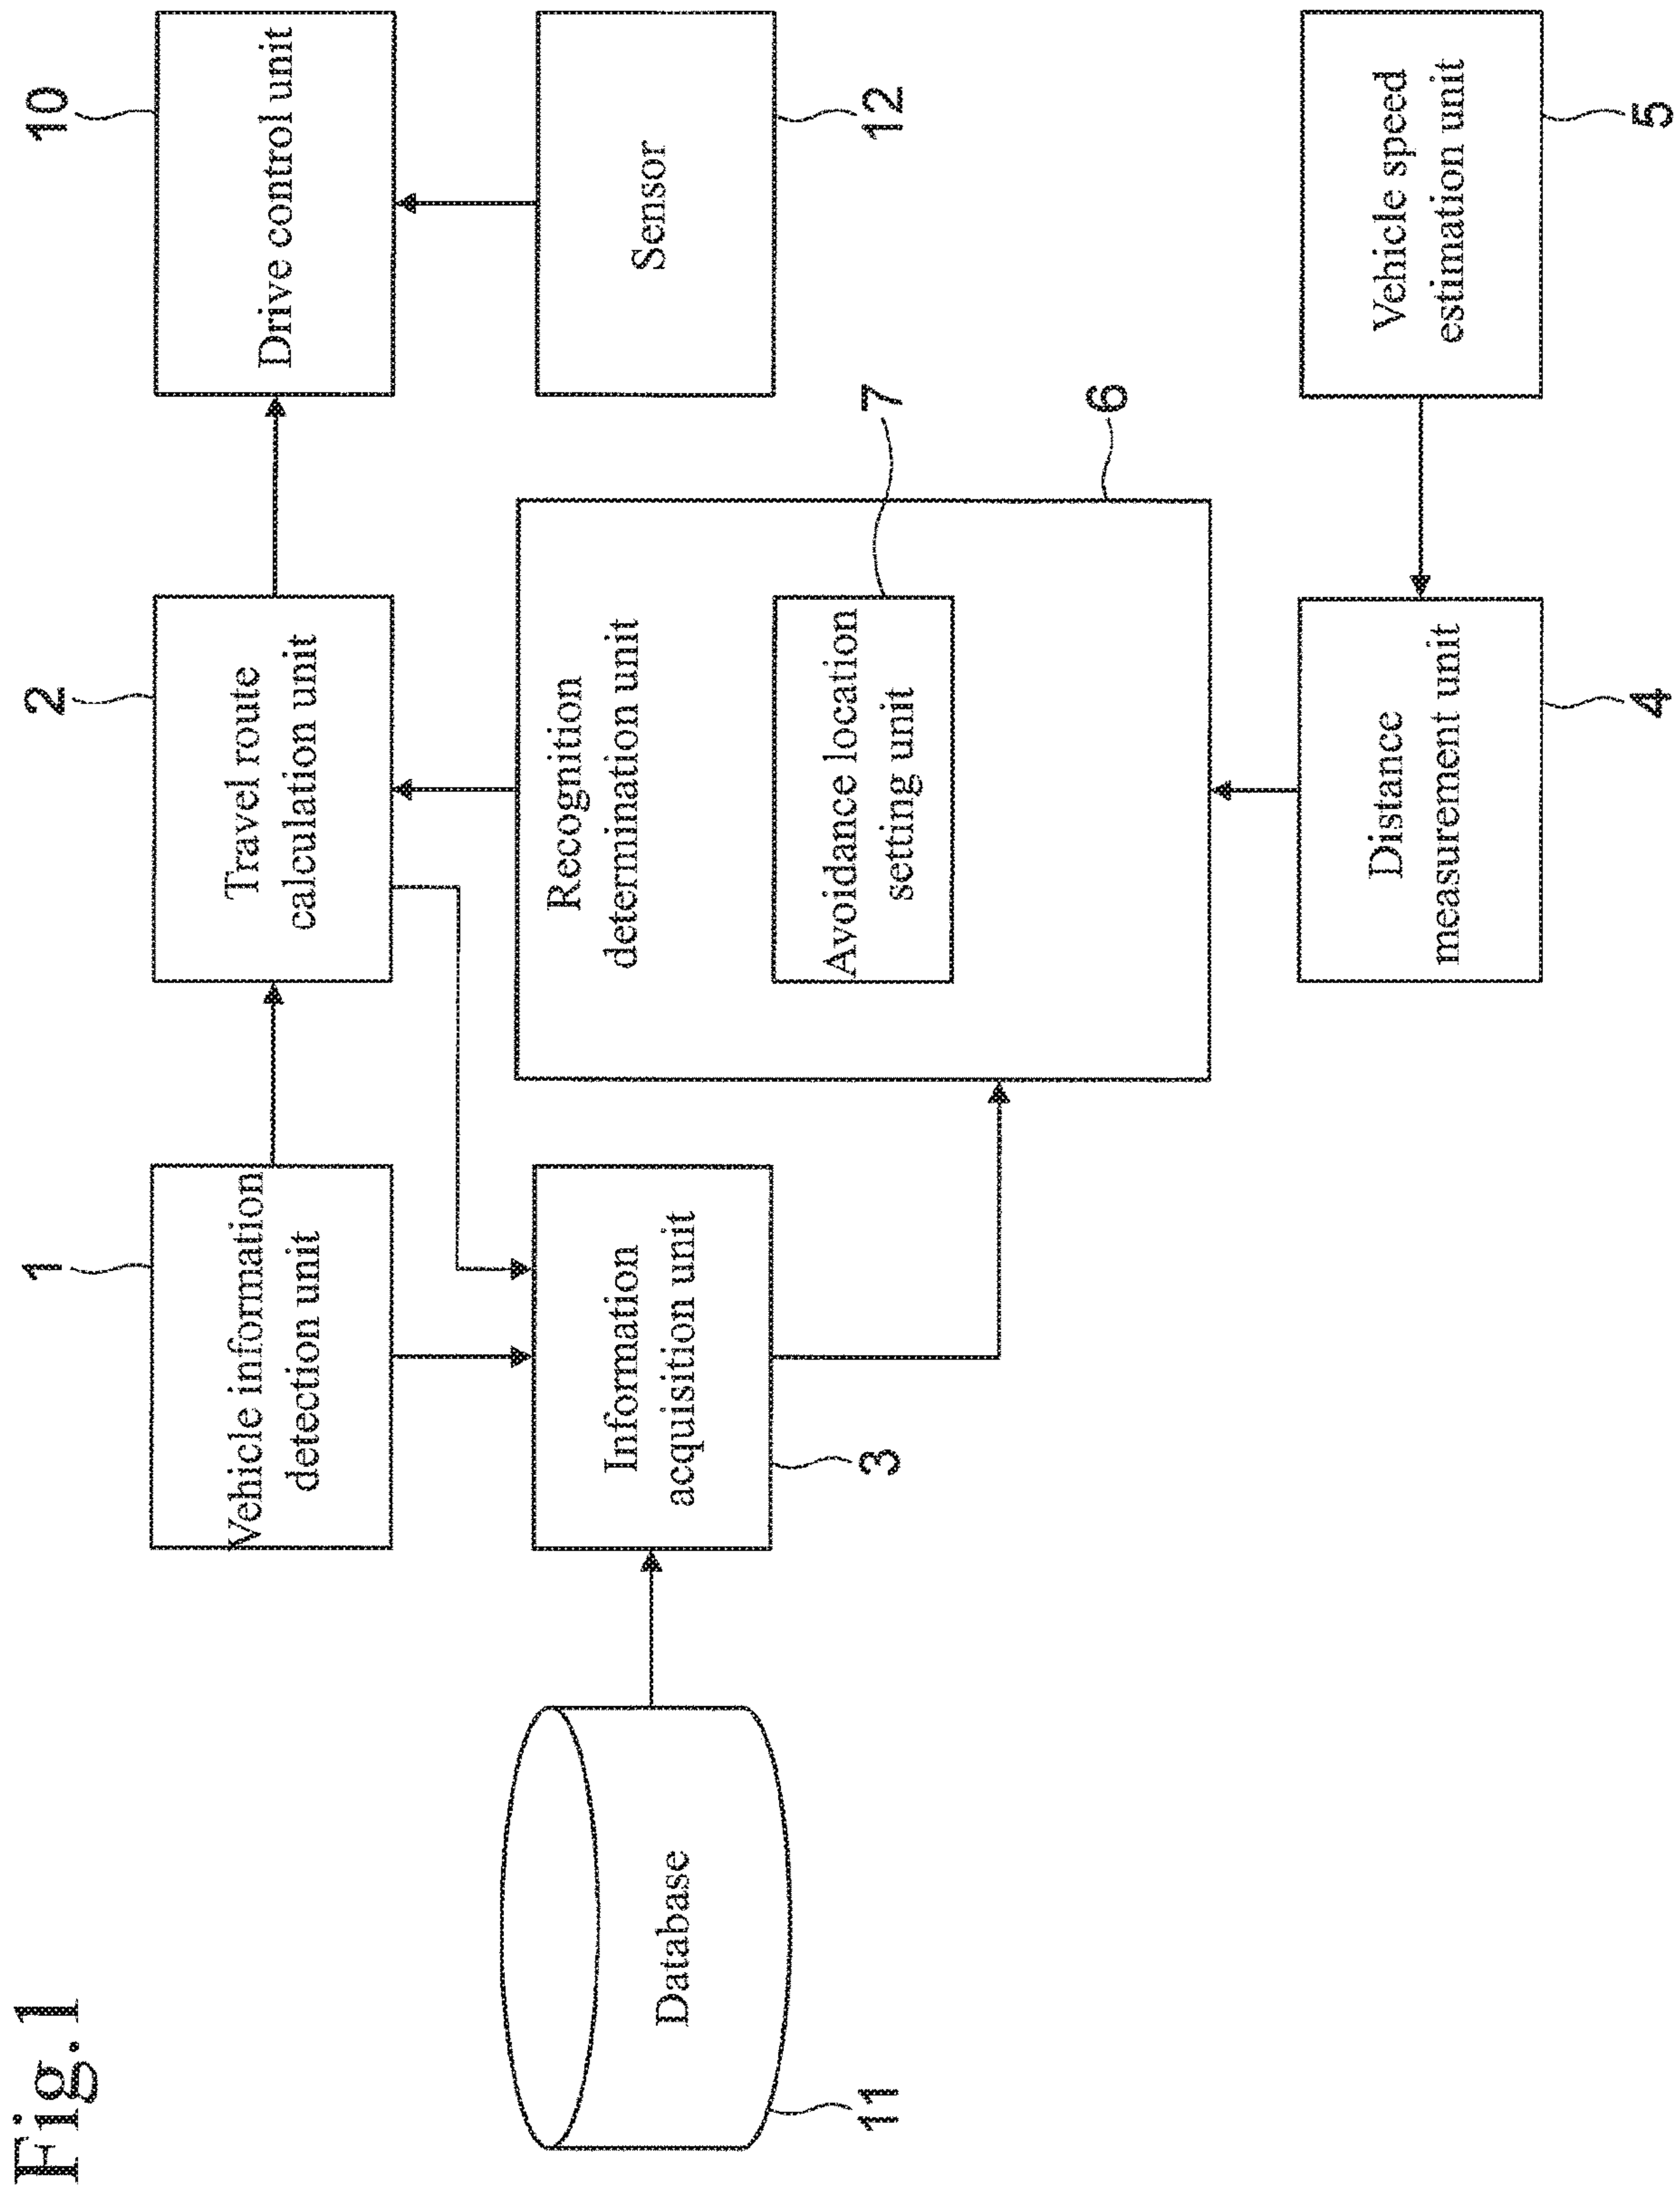 Fig.1
1
Vehicle information
detection unit
2
Travel route
calculation unit
10
Drive control unit
11
Database
3
Information
acquisition unit
Recognition
determination unit
6
Avoidance location
setting unit
7
Sensor
12
Distance
measurement unit
4
Vehicle speed
estimation unit
5